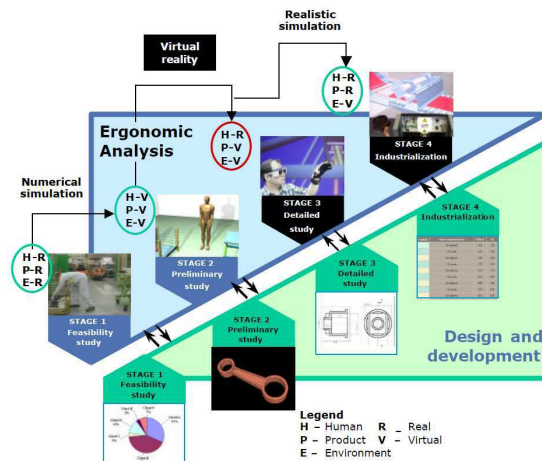 Realistic
simulation
Virtual
reality
H-R
P-R
E-V
Ergonomic
Analysis
H-R
P-V
E-V
STAGE 4
Industrialization
Numerical
simulation
H-V
P-V
E-V
STAGE 3
Detailed
study
STAGE 4
Industrialization
H-R
P-R
E-R
STAGE 2
Preliminary
study
STAGE 3
Detailed
study
STAGE 1
Feasibility
study
STAGE 2
Preliminary
study
Design and
development
STAGE 1
Feasibility
study
Legend
H – Human R _ Real
P – Product V – Virtual
E – Environment